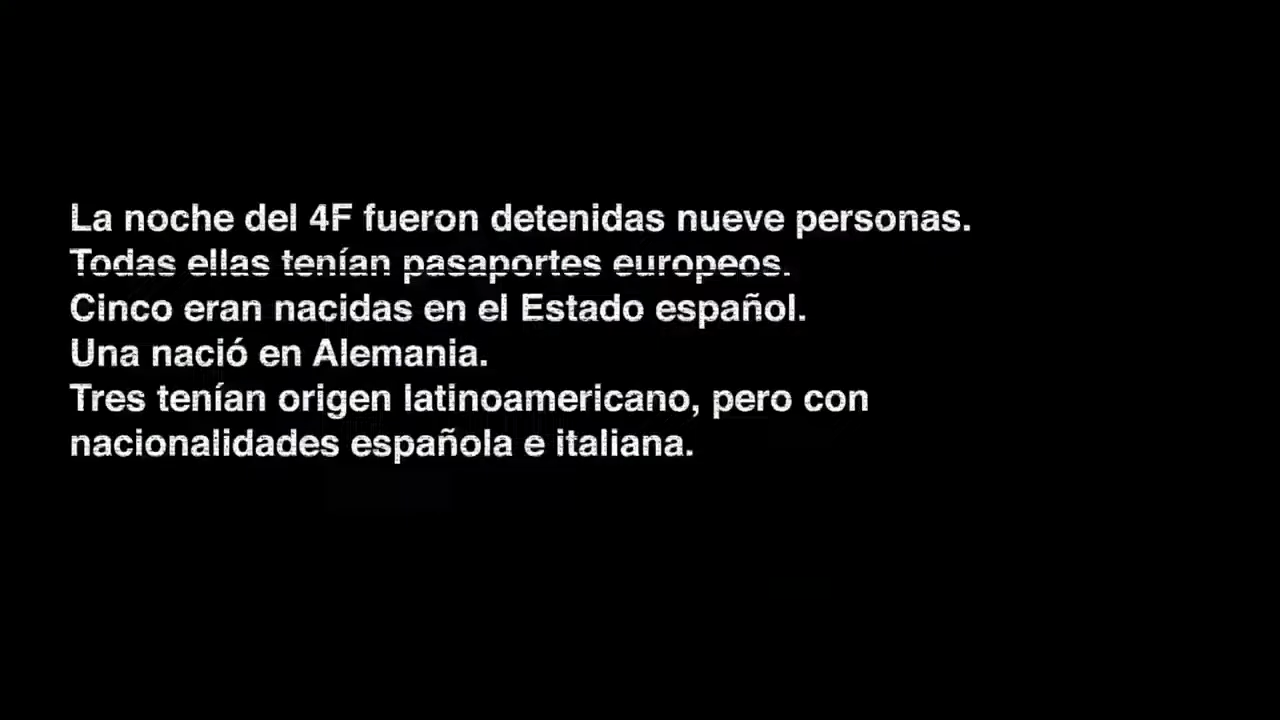 La noche del 4F fueron detenidas nueve personas.
Todas ellas tenían pasaportes europeos.
Cinco eran nacidas en el Estado español.
Una nació en Alemania.
Tres tenían origen latinoamericano, pero con
nacionalidades española e italiana.